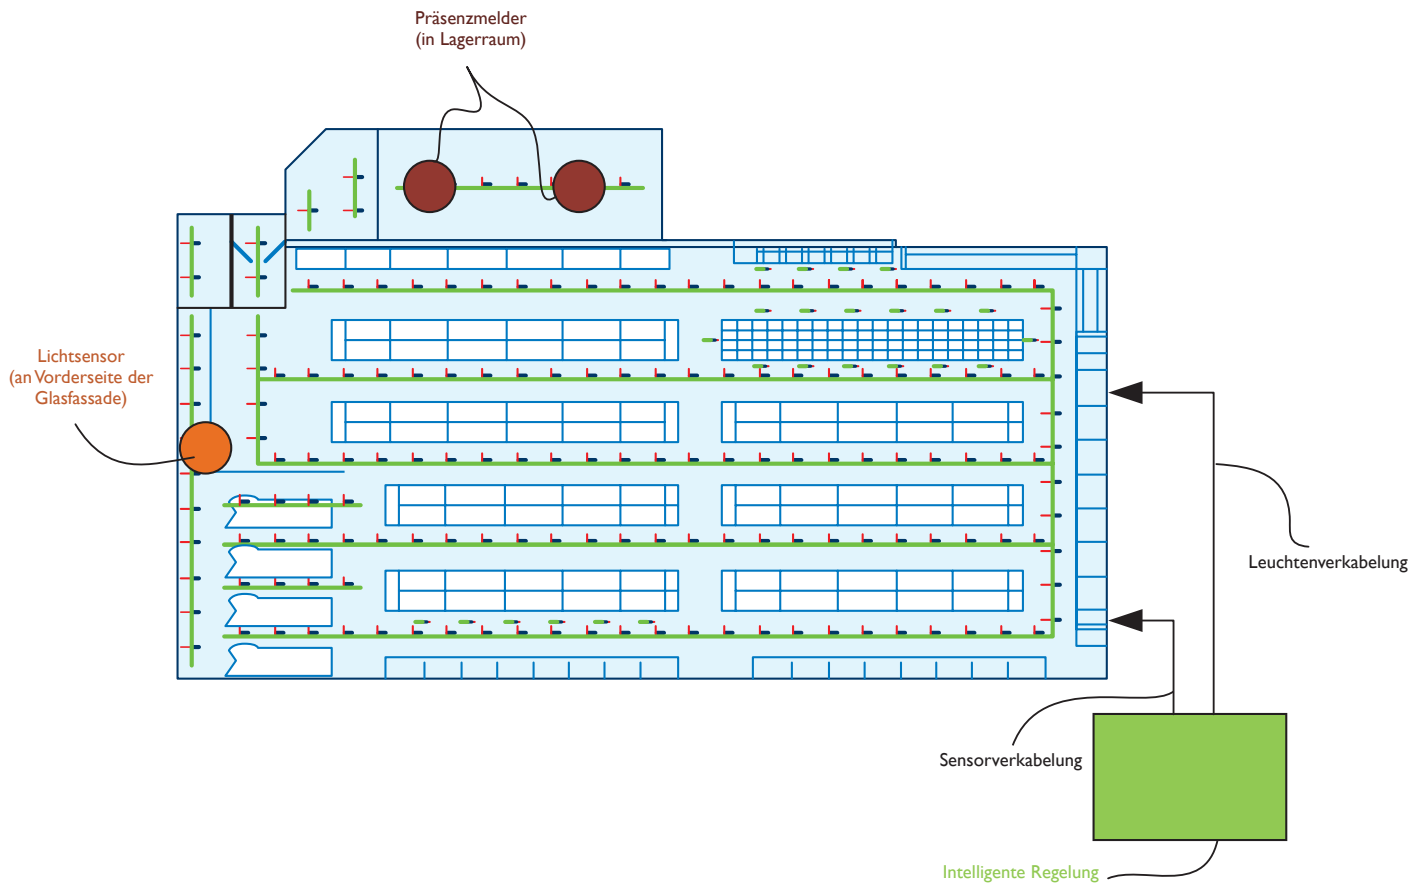 Präsenzmelder
(in Lagerraum)
Lichtsensor
(an Vorderseite der
Glasfassade)
Leuchtenverkabelung
Sensorverkabelung
Intelligente Regelung